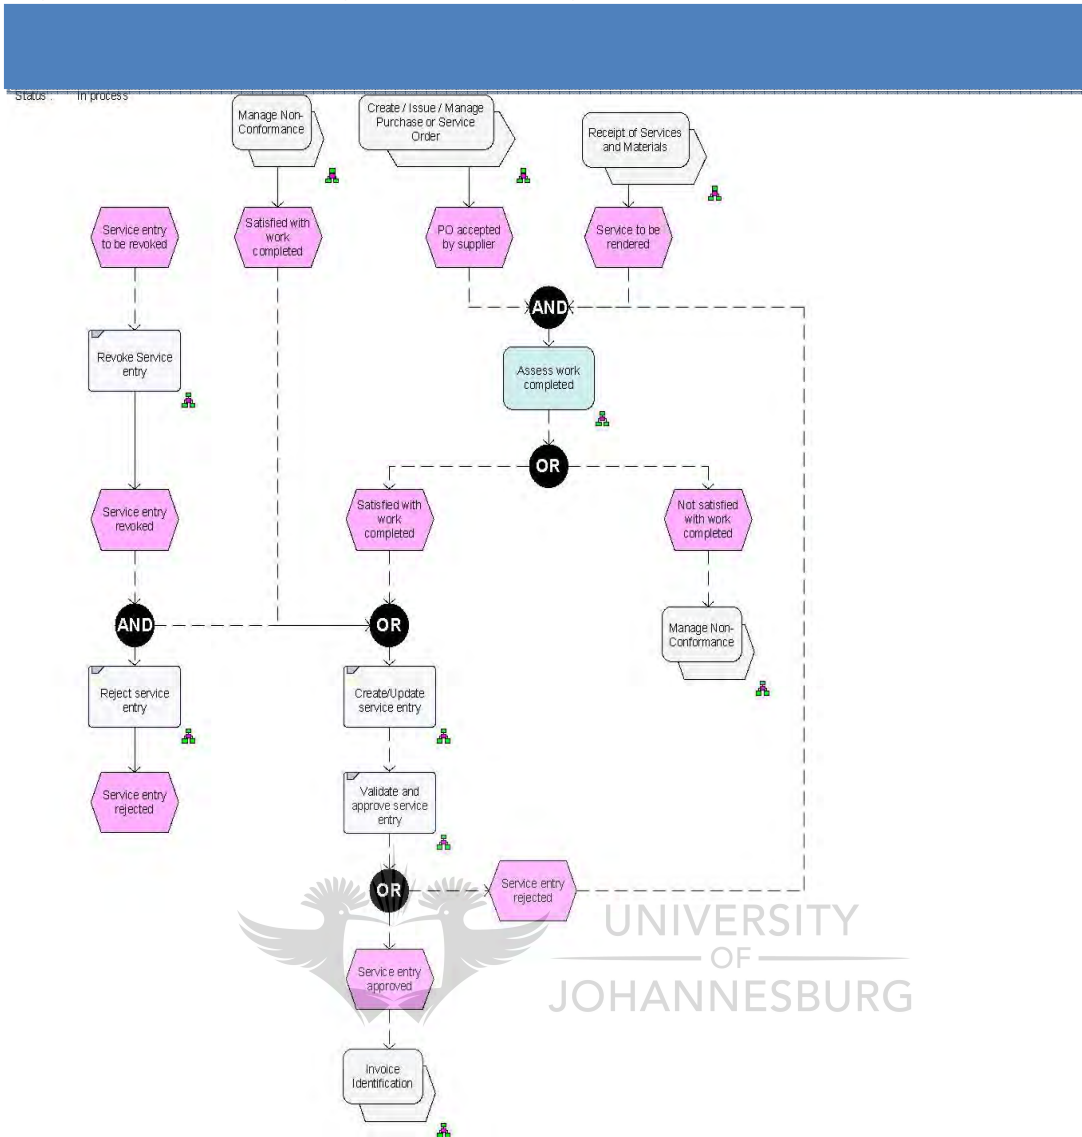 Status : In process
Manage Non-
Conformance
Create / Issue / Manage
Purchase or Service
Order
Receipt of Services
and Materials
Service entry
to be revoked
Satisfied with
work
completed
PO accepted
by supplier
Service to be
rendered
AND
Revoke Service
entry
Assess work
completed
OR
Service entry
revoked
Satisfied with
work
completed
Not satisfied
with work
completed
AND
OR
Manage Non-
Conformance
Reject service
entry
Create/Update
service entry
Service entry
rejected
Validate and
approve service
entry
OR
Service entry
rejected
UNIVERSITY
OF
JOHANNESBURG
Service entry
approved
Invoice
Identification